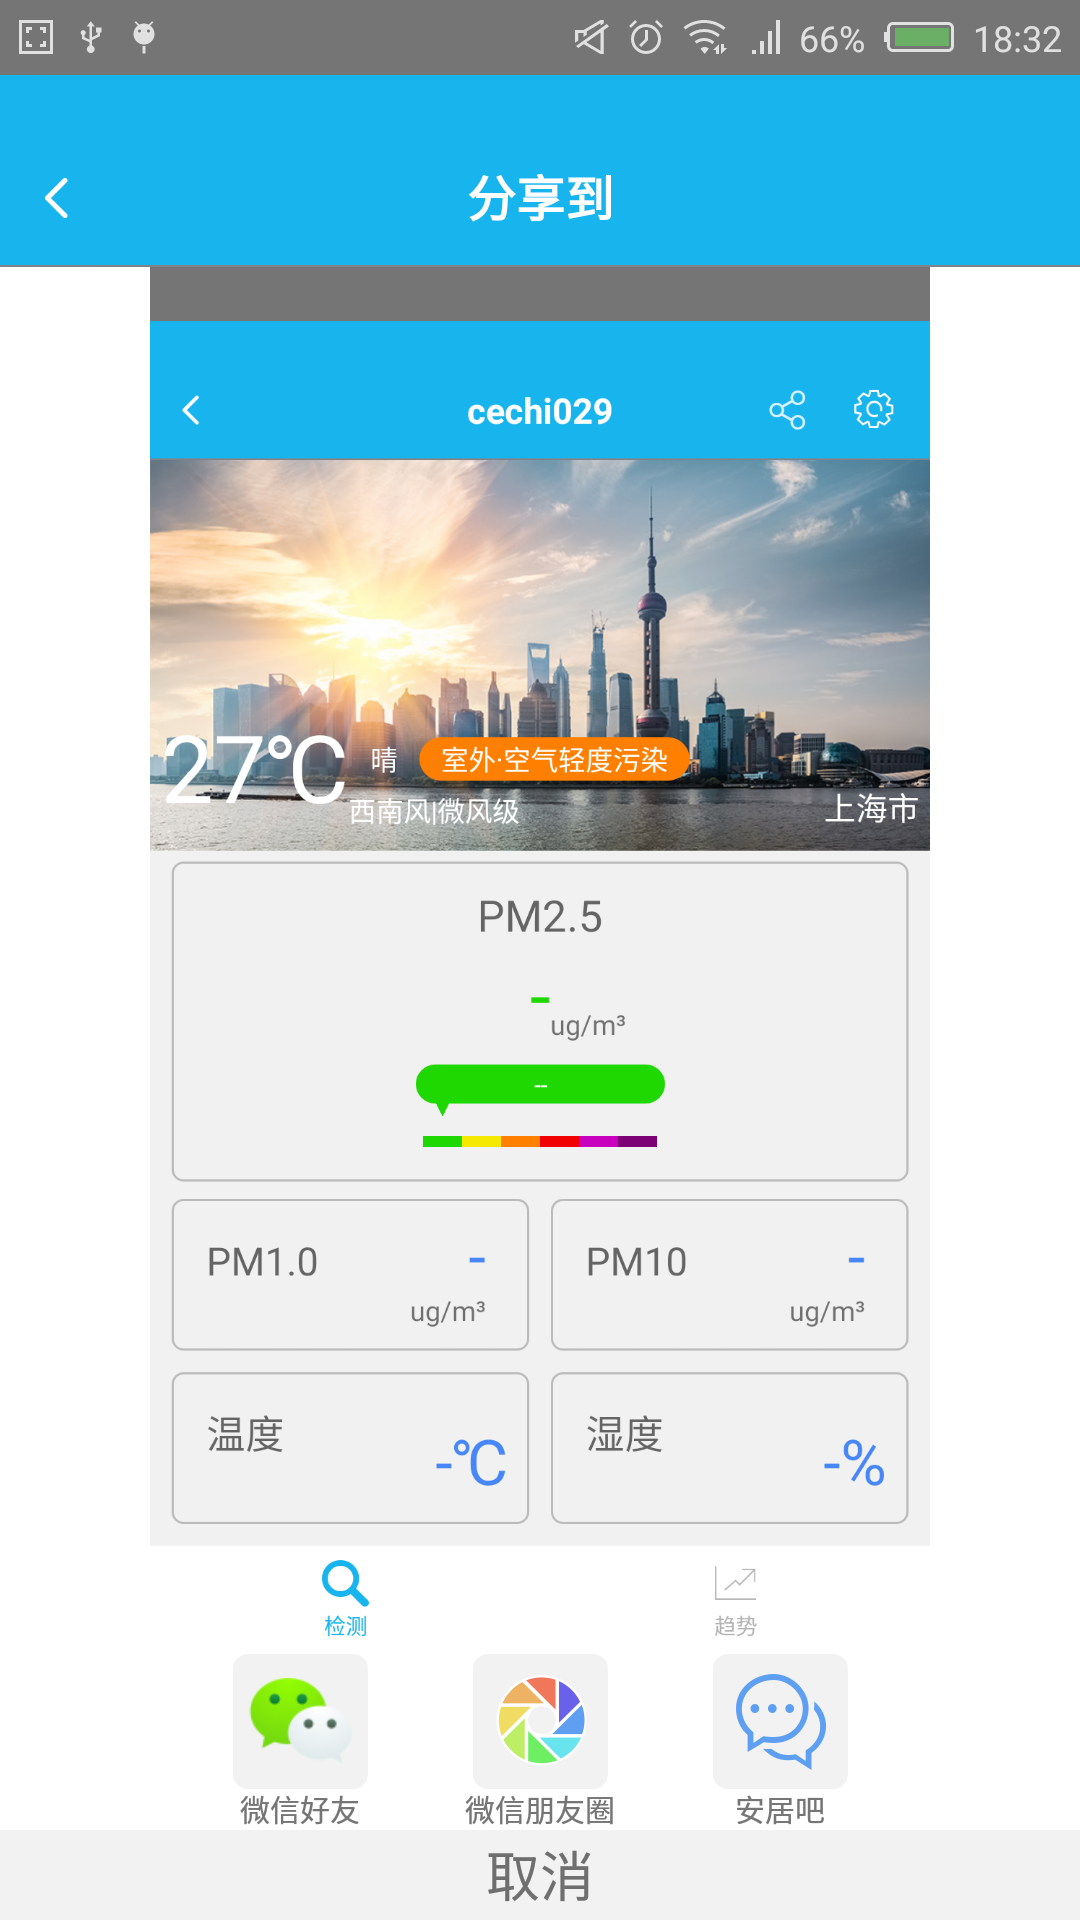 66% 18:32
分享到
cechi029
27℃ 晴 室外·空气轻度污染
西南风|微风级 上海市
PM2.5
-
ug/m³
--
PM1.0 - PM10 -
ug/m³ ug/m³
温度 -℃ 湿度 -%
检测 趋势
微信好友 微信朋友圈 安居吧
取消